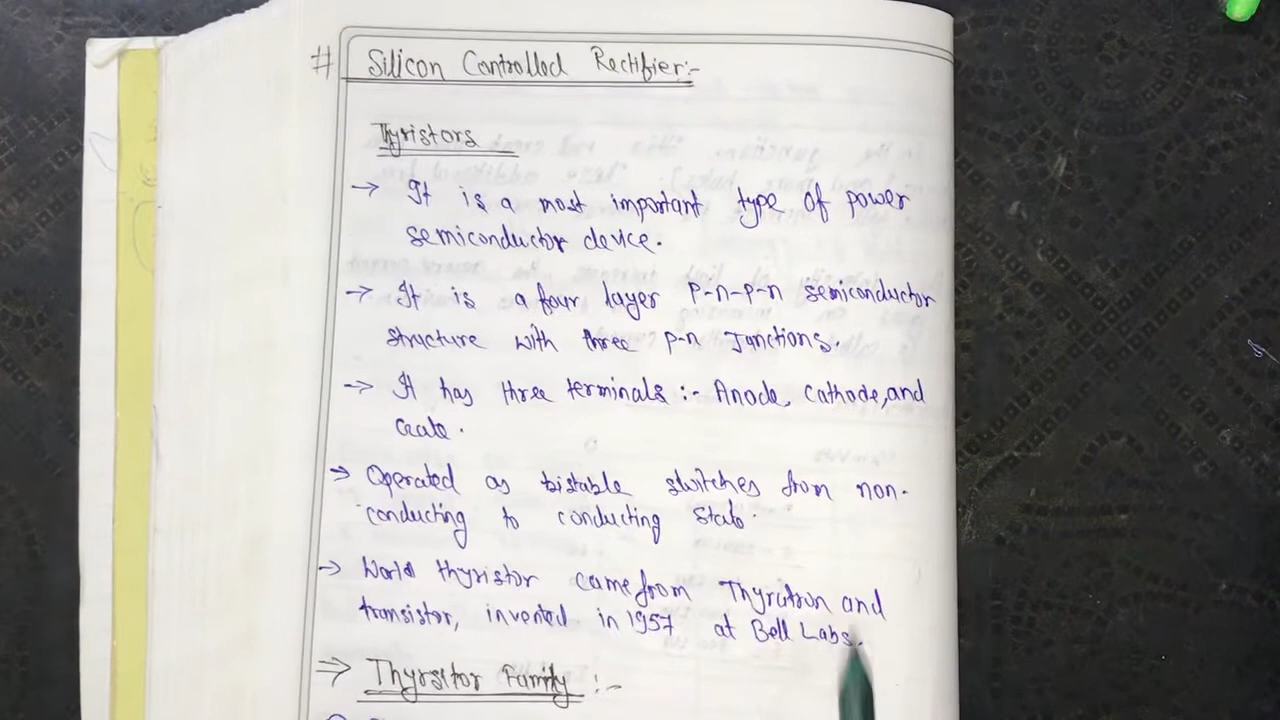 # Silicon Controlled Rectifier:-
Thyristors
→ It is a most important type of power
semiconductor device.
→ It is a four layer P-n-p-n semiconductor
structure with three p-n Junctions.
→ It has three terminals :- Anode, Cathode, and
Gate.
→ Operated as bistable switches from non-
conducting to conducting state.
→ World thyristor came from Thyratron and
transistor, invented in 1957 at Bell Labs.
⇒ Thyrsitor Family :-